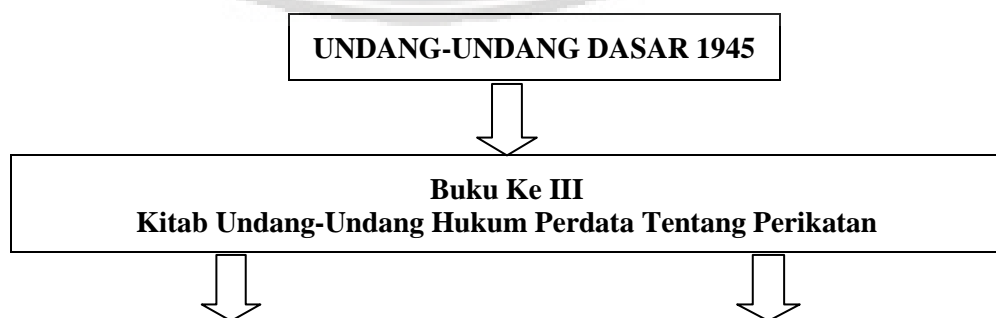 UNDANG-UNDANG DASAR 1945
Buku Ke III
Kitab Undang-Undang Hukum Perdata Tentang Perikatan